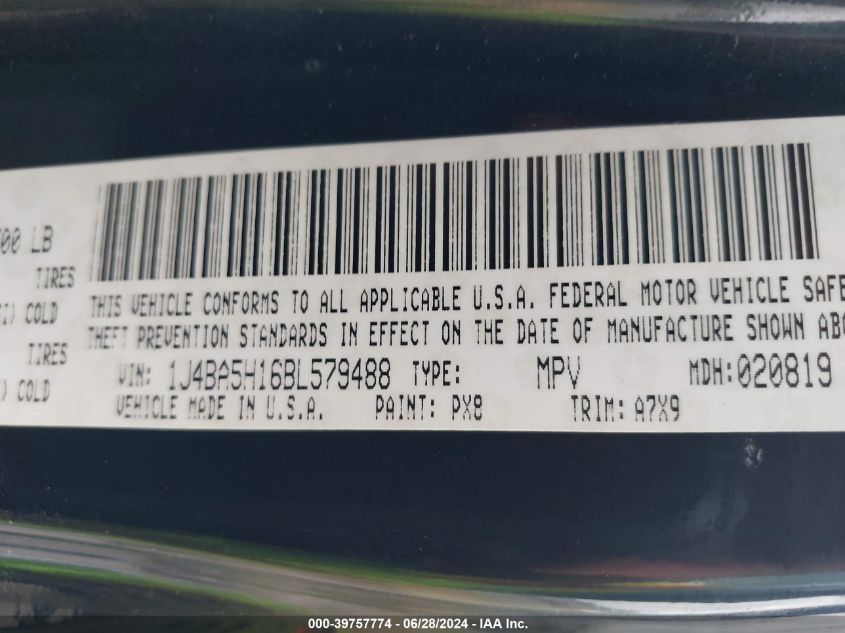 00 LB
TIRES
COLD
TIRES
COLD
THIS VEHICLE CONFORMS TO ALL APPLICABLE U.S.A. FEDERAL MOTOR VEHICLE SAFE
THEFT PREVENTION STANDARDS IN EFFECT ON THE DATE OF MANUFACTURE SHOWN ABO
VIN: 1J4BA5H16BL579488 TYPE: MPV MDH:020819
VEHICLE MADE IN U.S.A. PAINT: PX8 TRIM: A7X9
000-39757774 - 06/28/2024 - IAA Inc.